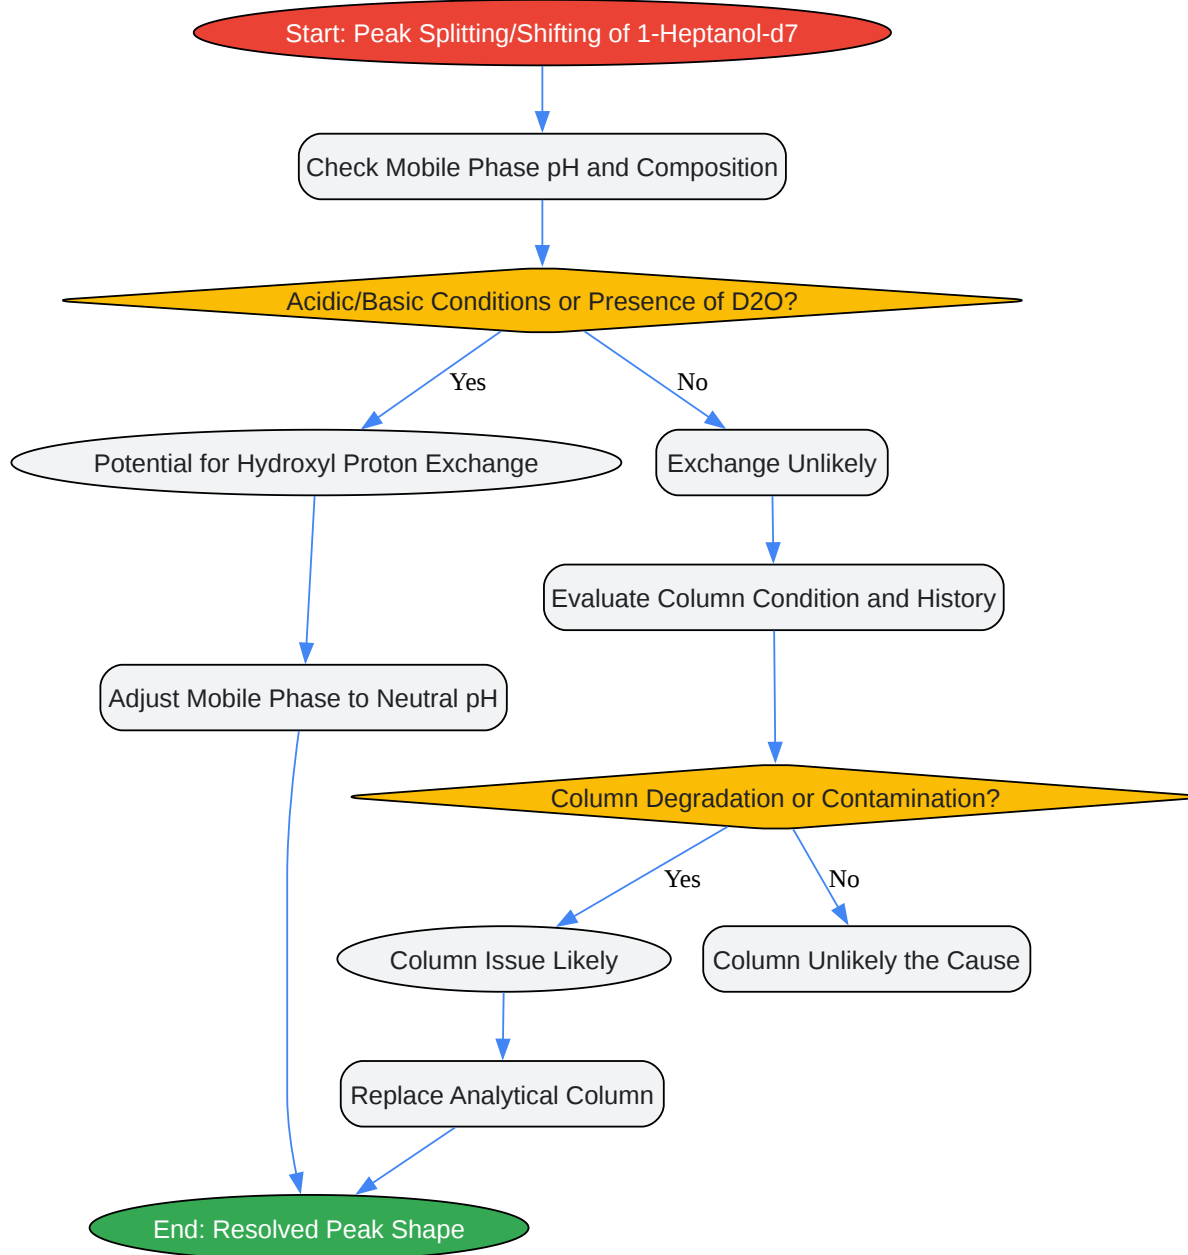 Start: Peak Splitting/Shifting of 1-Heptanol-d7
Check Mobile Phase pH and Composition
Acidic/Basic Conditions or Presence of D2O?
Yes
No
Potential for Hydroxyl Proton Exchange
Exchange Unlikely
Evaluate Column Condition and History
Adjust Mobile Phase to Neutral pH
Column Degradation or Contamination?
Yes
No
Column Issue Likely
Column Unlikely the Cause
Replace Analytical Column
End: Resolved Peak Shape